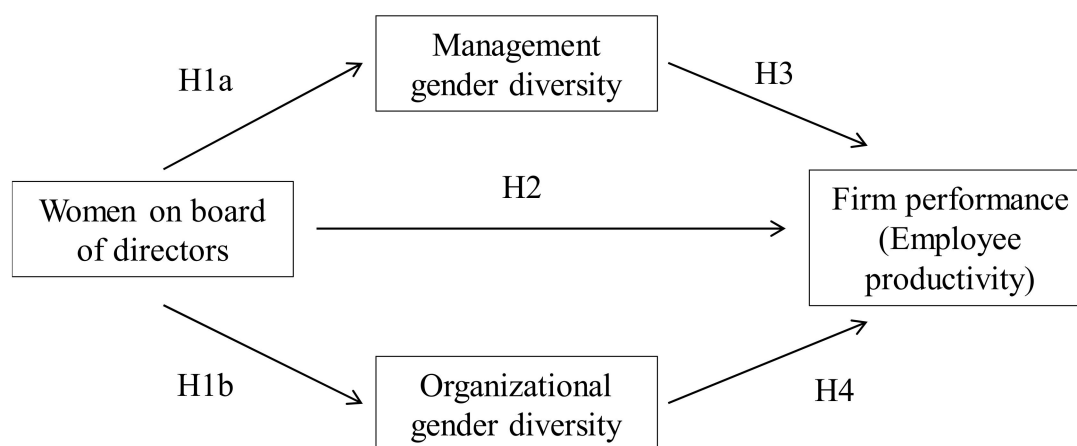 Management
gender diversity
H1a
H3
H2
Women on board
of directors
Firm performance
(Employee
productivity)
H1b
Organizational
gender diversity
H4